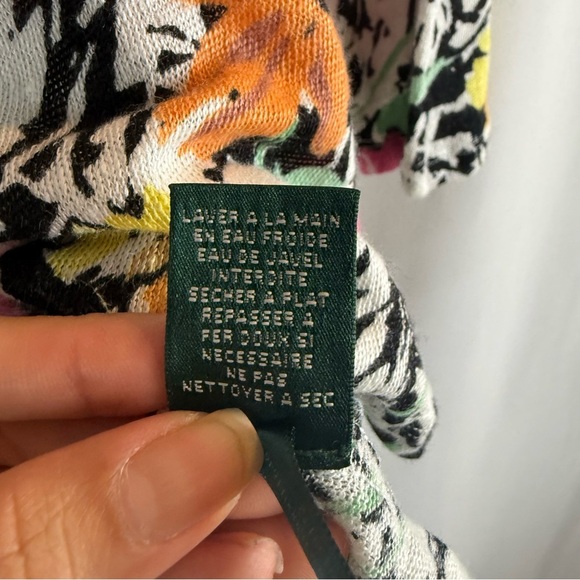 LAVER A LA MAIN
EN EAU FROIDE
EAU DE JAVEL
INTERDITE
SECHER A PLAT
REPASSER A
FER DOUX SI
NECESSAIRE
NE PAS
NETTOYER A SEC